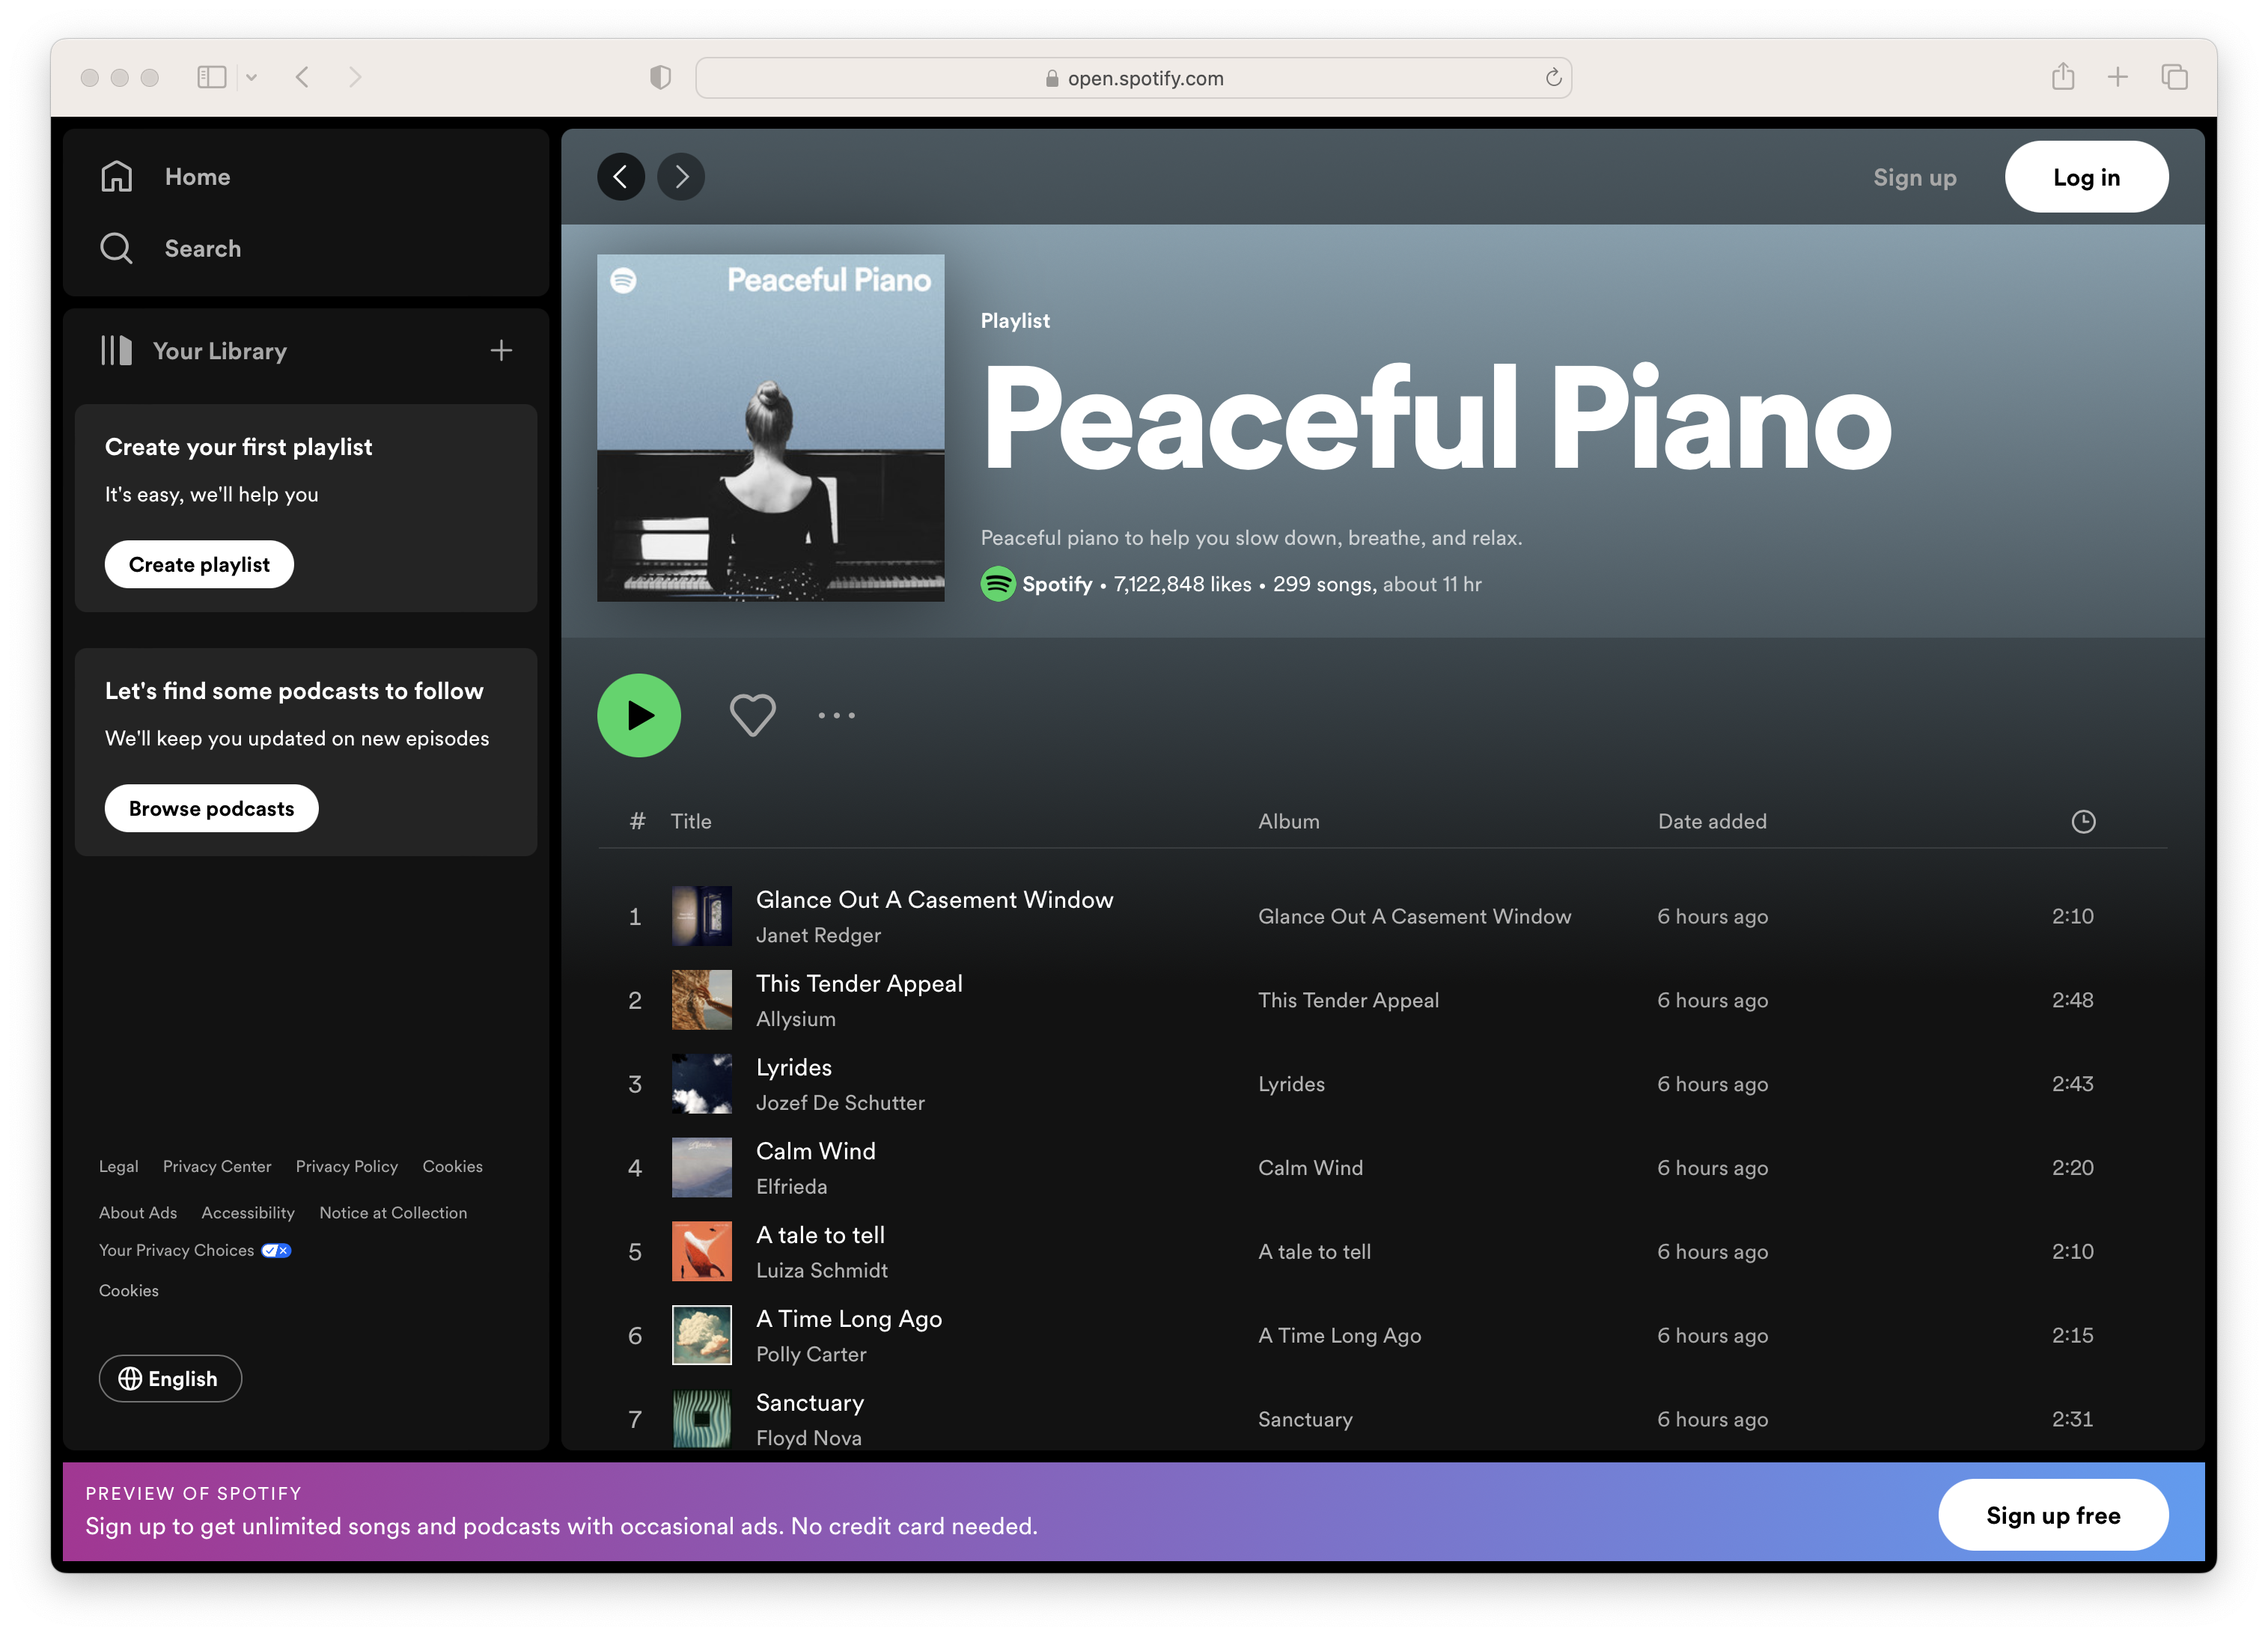 open.spotify.com
Home
Search
Your Library
Create your first playlist
It's easy, we'll help you
Create playlist
Let's find some podcasts to follow
We'll keep you updated on new episodes
Browse podcasts
Legal Privacy Center Privacy Policy Cookies
About Ads Accessibility Notice at Collection
Your Privacy Choices
Cookies
English
Sign up Log in
Peaceful Piano
Playlist
Peaceful Piano
Peaceful piano to help you slow down, breathe, and relax.
Spotify • 7,122,848 likes • 299 songs, about 11 hr
# Title Album Date added
1 Glance Out A Casement Window Glance Out A Casement Window 6 hours ago 2:10
Janet Redger
2 This Tender Appeal This Tender Appeal 6 hours ago 2:48
Allysium
3 Lyrides Lyrides 6 hours ago 2:43
Jozef De Schutter
4 Calm Wind Calm Wind 6 hours ago 2:20
Elfrieda
5 A tale to tell A tale to tell 6 hours ago 2:10
Luiza Schmidt
6 A Time Long Ago A Time Long Ago 6 hours ago 2:15
Polly Carter
7 Sanctuary Sanctuary 6 hours ago 2:31
Floyd Nova
PREVIEW OF SPOTIFY
Sign up to get unlimited songs and podcasts with occasional ads. No credit card needed.
Sign up free